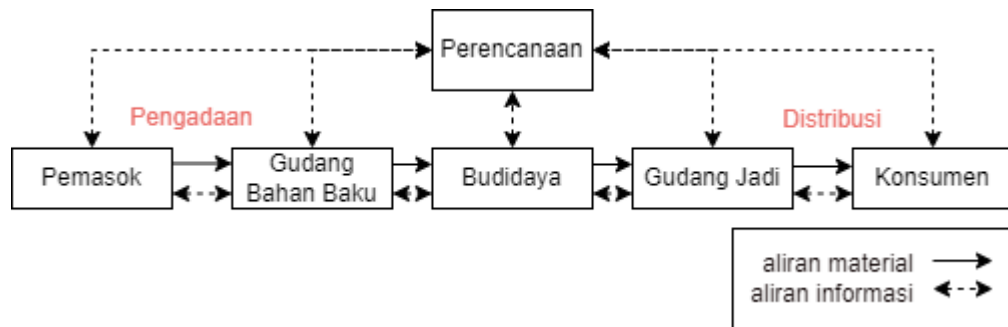 Perencanaan
Pengadaan
Distribusi
Pemasok
Gudang
Bahan Baku
Budidaya
Gudang Jadi
Konsumen
aliran material
aliran informasi